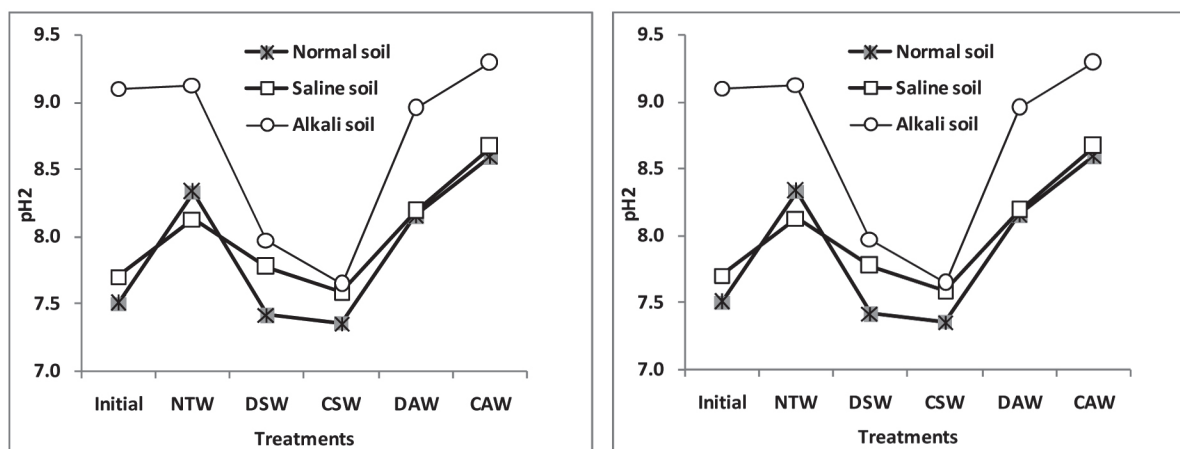 9.5
9.0
8.5
8.0
7.5
7.0
pH2
Normal soil
Saline soil
Alkali soil
Initial NTW DSW CSW DAW CAW
Treatments
9.5
9.0
8.5
8.0
7.5
7.0
pH2
Normal soil
Saline soil
Alkali soil
Initial NTW DSW CSW DAW CAW
Treatments